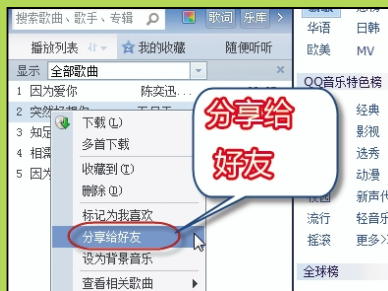 搜索歌曲、歌手、专辑
歌词 乐库
播放列表 我的收藏 随便听听
显示 全部歌曲
1 因为爱你 陈奕迅...
2 突然好想你
3 知足
4 相
5 因为
下载(L)
多首下载
收藏到(T)
删除(D)
标记为我喜欢
分享给好友
设为背景音乐
查看相关歌曲
分享给
好友
华语 日韩
欧美 MV
QQ音乐特色榜
经典
影视
选秀
动漫
新声代
流行 轻音乐
摇滚 更多>
全球榜